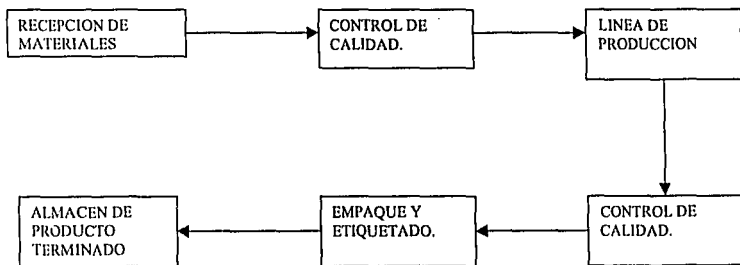 RECEPCION DE
MATERIALES
CONTROL DE
CALIDAD.
LINEA DE
PRODUCCION
CONTROL DE
CALIDAD.
EMPAQUE Y
ETIQUETADO.
ALMACEN DE
PRODUCTO
TERMINADO